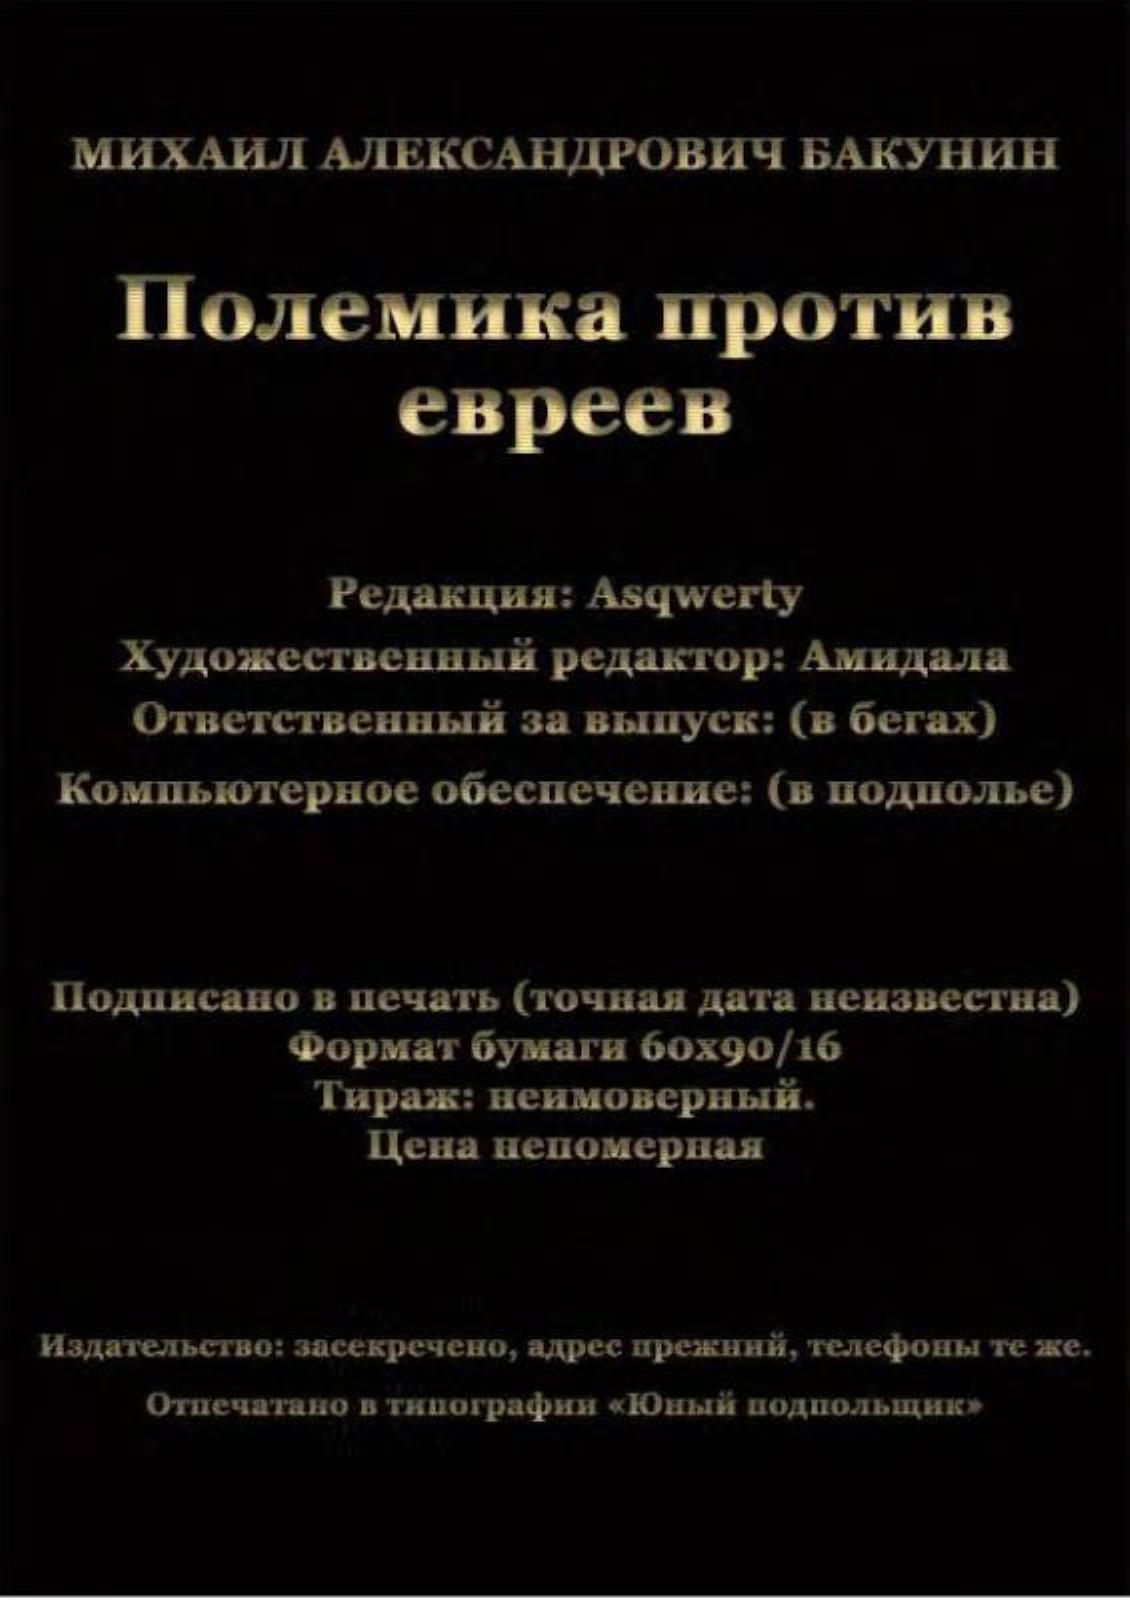 МИХАИЛ АЛЕКСАНДРОВИЧ БАКУНИН
Полемика против
евреев
Редакция: Asqwerty
Художественный редактор: Амидала
Ответственный за выпуск: (в бегах)
Компьютерное обеспечение: (в подполье)
Подписано в печать (точная дата неизвестна)
Формат бумаги 60x90/16
Тираж: неимоверный.
Цена непомерная
Издательство: засекречено, адрес прежний, телефоны те же.
Отпечатано в типографии «Юный подпольщик»